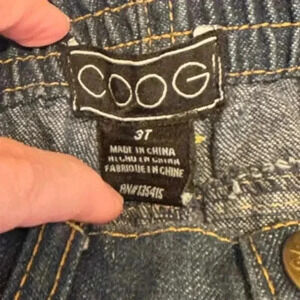 COOGI
3T
MADE IN CHINA
HECHO EN CHINA
FABRIQUE EN CHINE
RN#135415